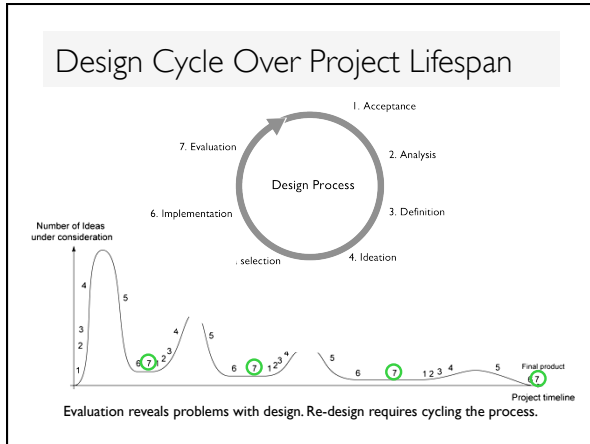 Design Cycle Over Project Lifespan
1. Acceptance
7. Evaluation
2. Analysis
Design Process
6. Implementation
3. Definition
. selection
4. Ideation
Number of Ideas
under consideration
4
5
3
2
1
6 7 1 2 3 4
5
6 7 1 2 3 4
5
6 7 1 2 3 4
5
Final product
6 7
Project timeline
Evaluation reveals problems with design. Re-design requires cycling the process.